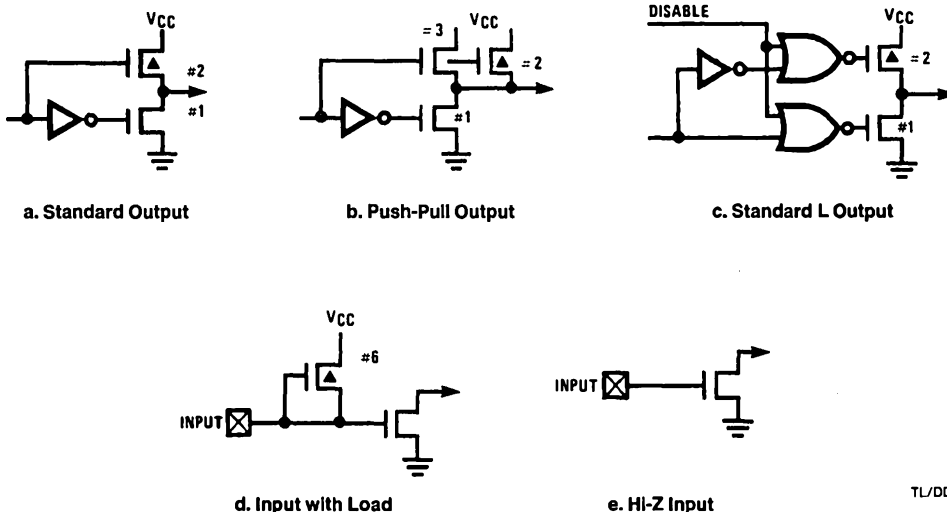 VCC
#2
#1
a. Standard Output
= 3
VCC
= 2
#1
b. Push-Pull Output
DISABLE
VCC
= 2
#1
c. Standard L Output
VCC
#6
INPUT
d. Input with Load
INPUT
e. Hi-Z Input
TL/DD